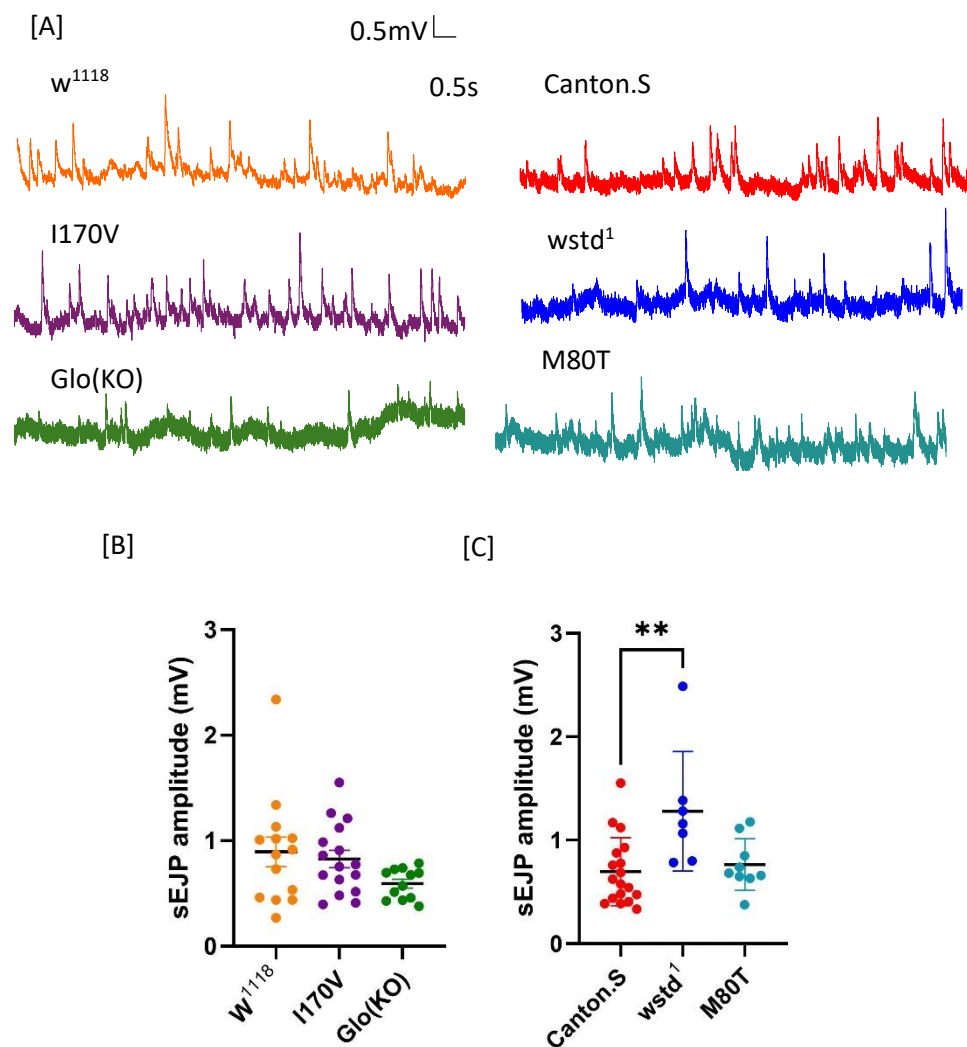 [A]
0.5mV
0.5s
w¹¹¹⁸
Canton.S
I170V
wstd¹
Glo(KO)
M80T
[B]
[C]
sEJP amplitude (mV)
3
2
1
0
W¹¹¹⁸
I170V
Glo(KO)
sEJP amplitude (mV)
3
2
1
0
**
Canton.S
wstd¹
M80T